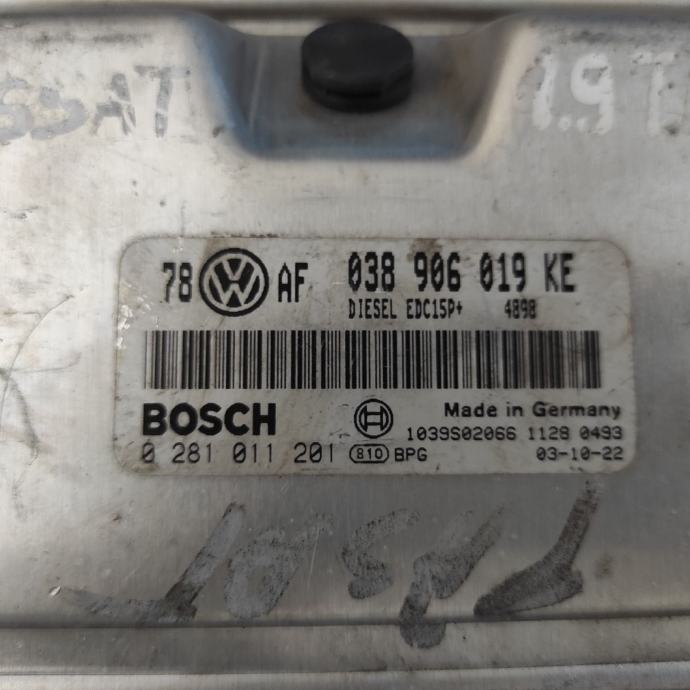 SSAT 1.9 T
78 VW AF 038 906 019 KE
DIESEL EDC15P+ 4898
BOSCH Made in Germany
1039S02066 1128 0493
0 281 011 201 810 BPG 03-10-22